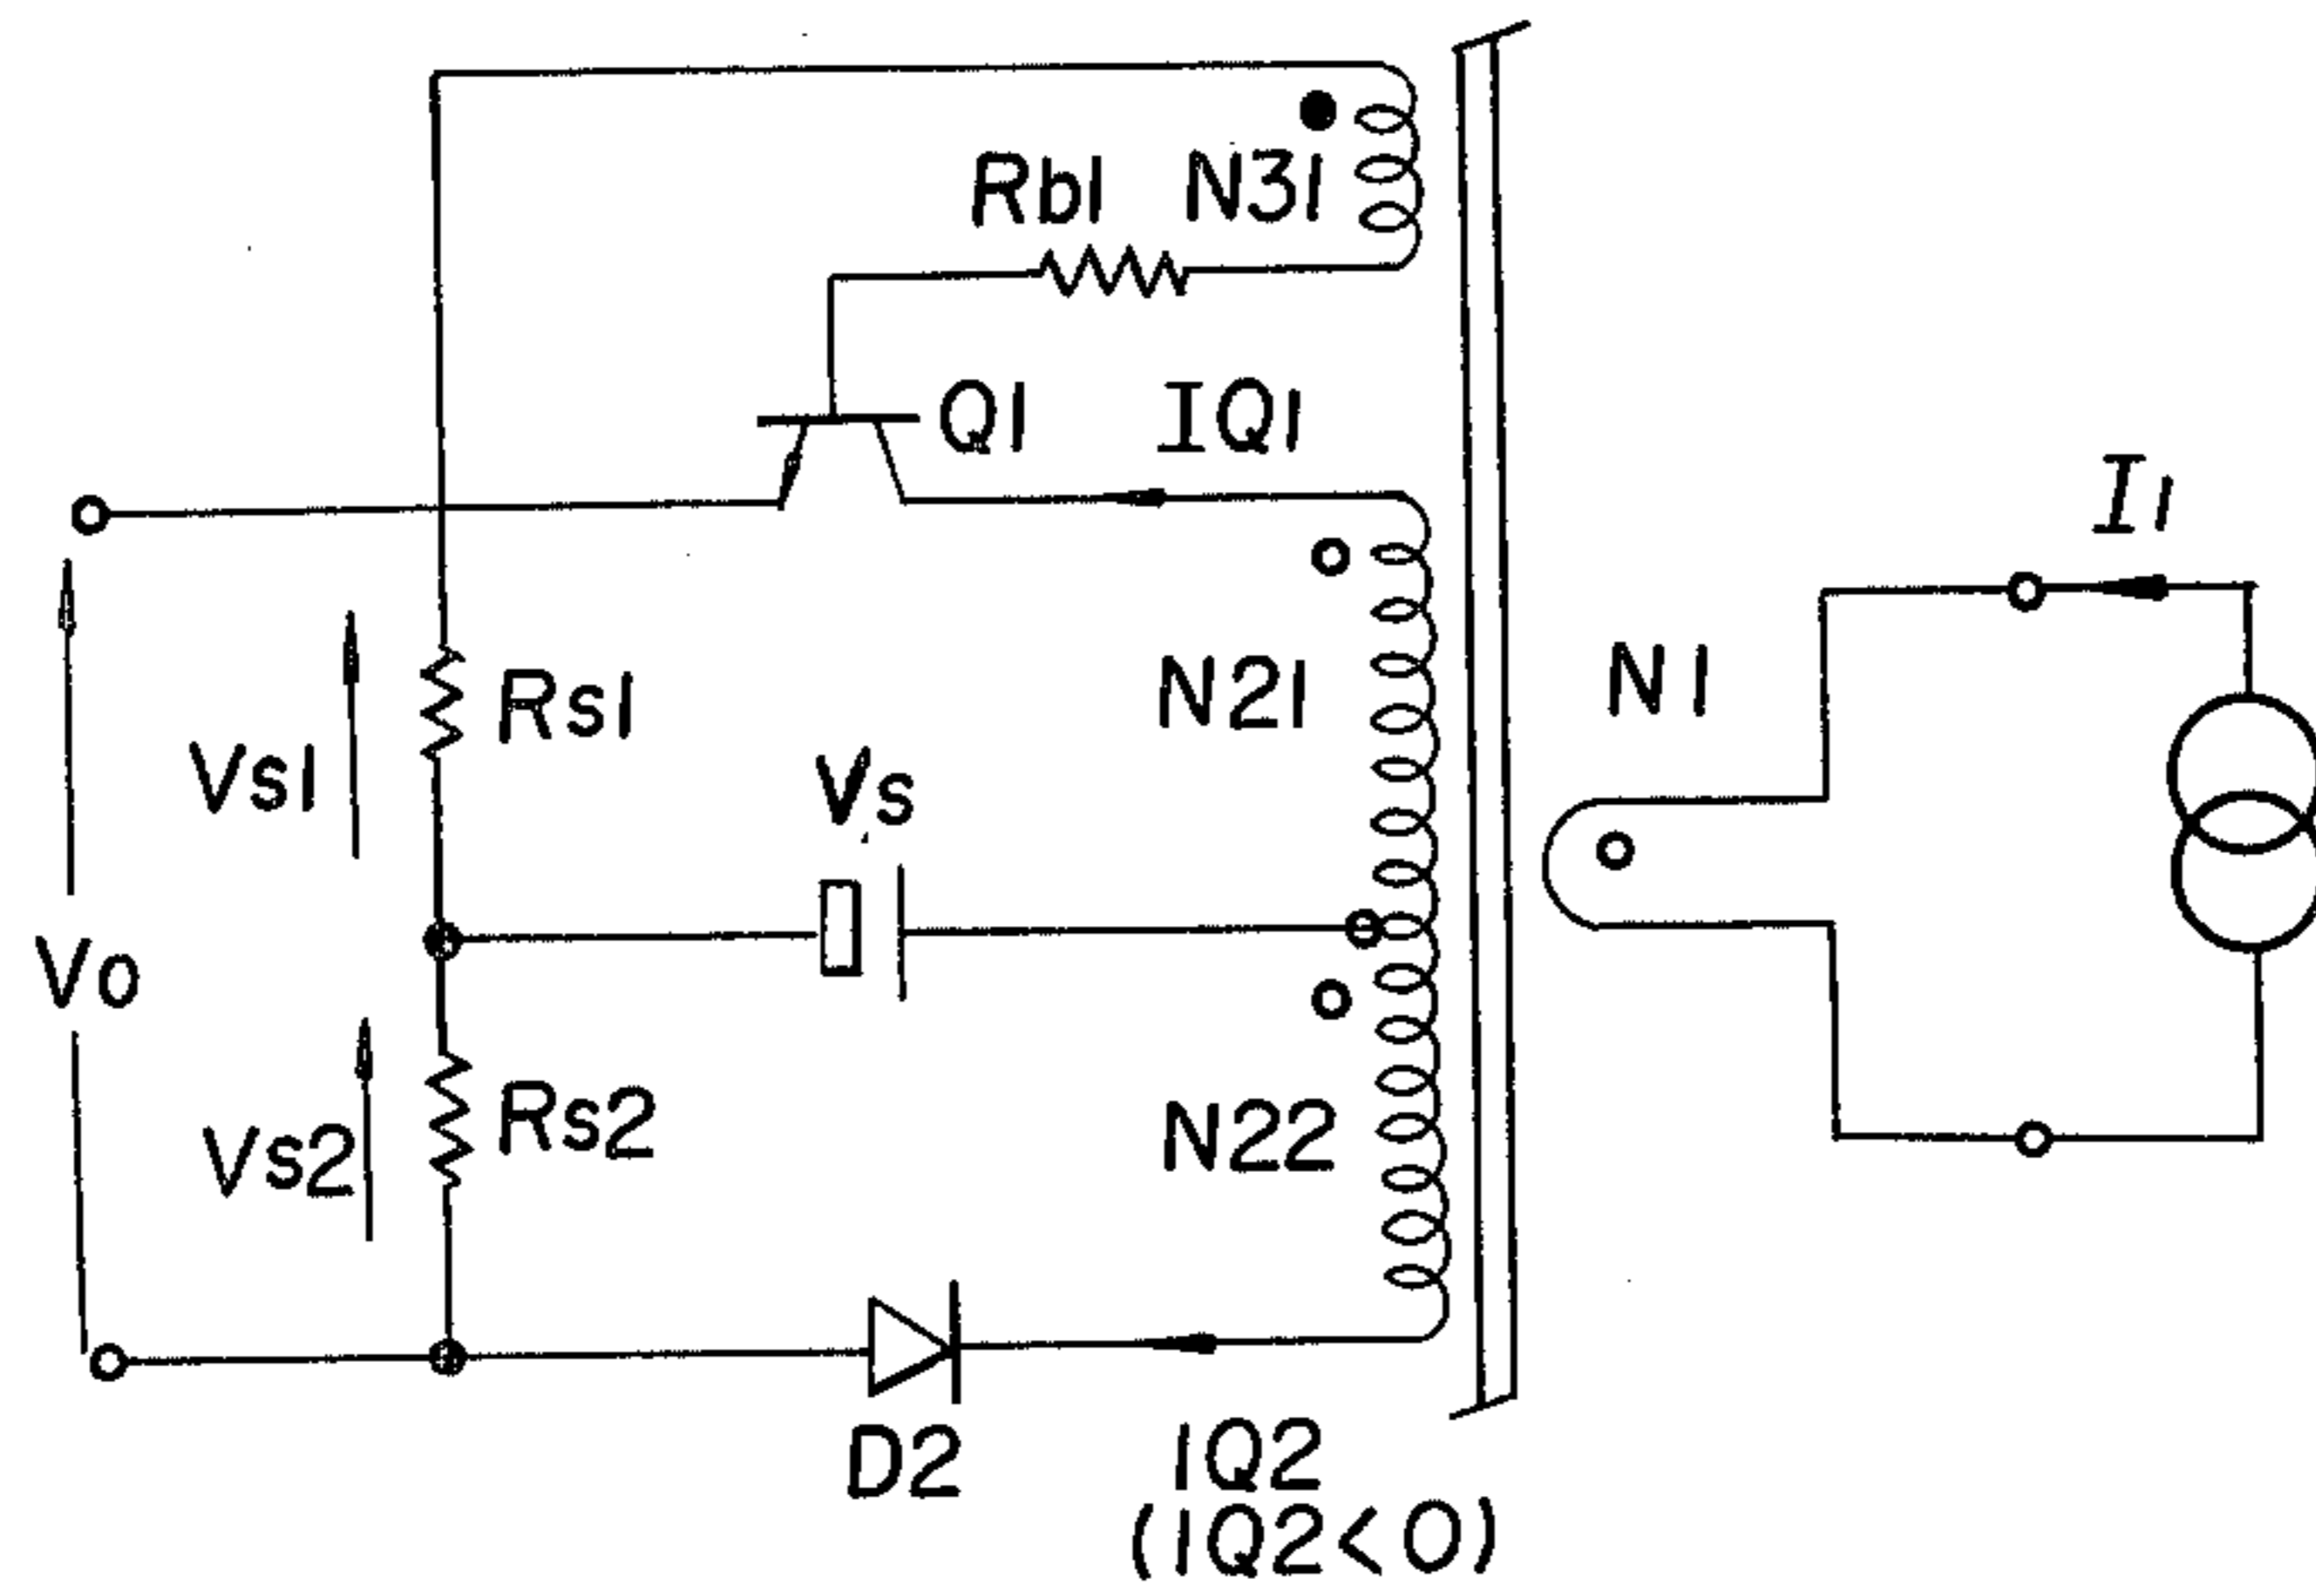 Rb1 N31
Q1 IQ1
I1
Rs1
N21
N1
Vs1
Vs
Vo
Vs2
Rs2
N22
D2
IQ2
(IQ2<0)